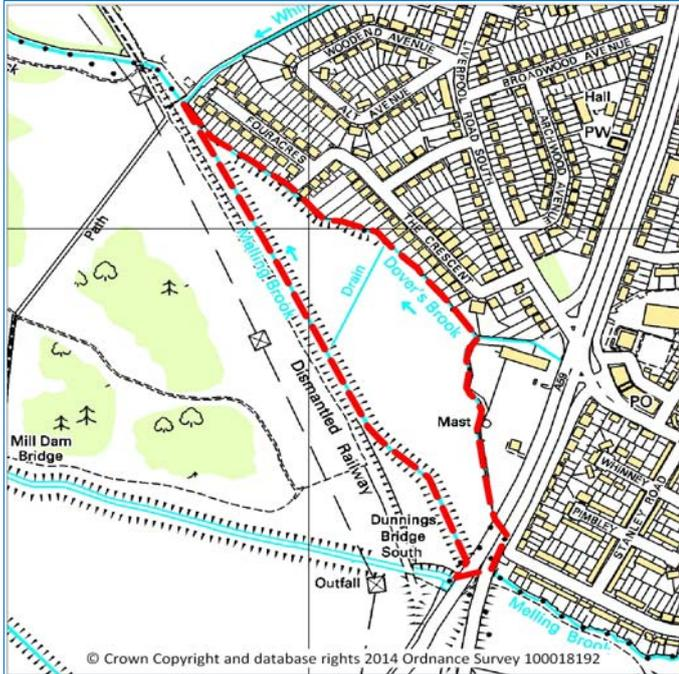 Whi
WOODEND AVENUE
ALT
AVENUE
LIVERPOOL ROAD SOUTH
BROADWOOD AVENUE
Hall
PW
LARCHWOOD AVENUE
FOURACRES
THE CRESCENT
ck
Path
Melling Brook
Drain
Dover's Brook
Dismantled Railway
A59
Mast
PO
WHINNEY
PIMBLEY
STANLEY ROAD
Mill Dam
Bridge
Dunnings
Bridge
South
Outfall
Melling Brook
© Crown Copyright and database rights 2014 Ordnance Survey 100018192